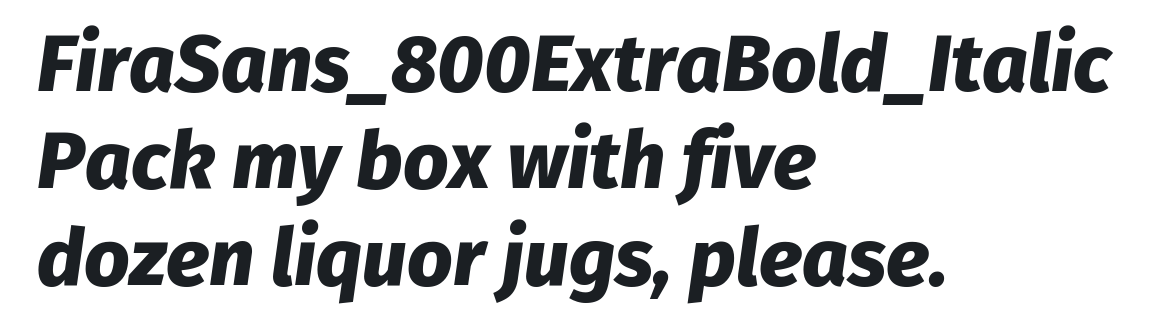 FiraSans_800ExtraBold_Italic
Pack my box with five
dozen liquor jugs, please.